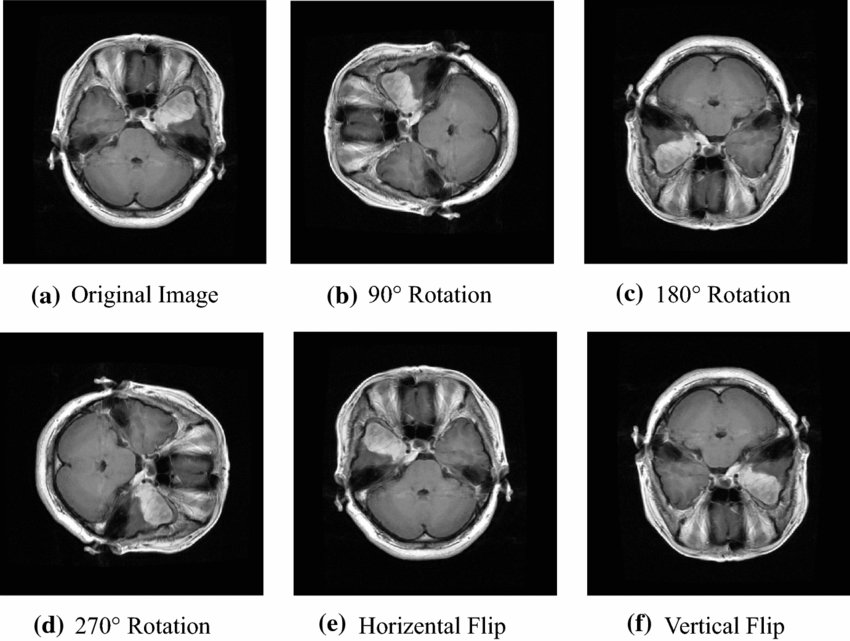 (a) Original Image
(b) 90° Rotation
(c) 180° Rotation
(d) 270° Rotation
(e) Horizental Flip
(f) Vertical Flip